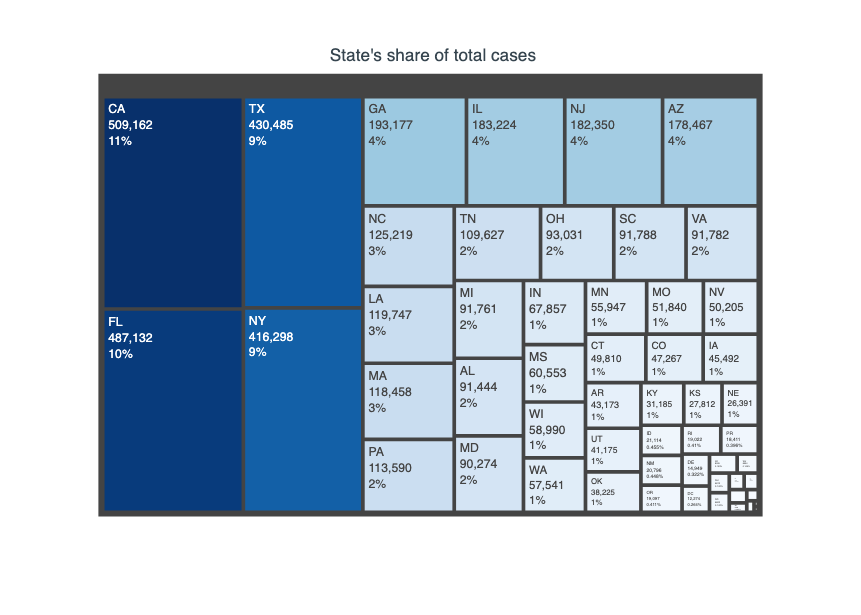 State's share of total cases
CA
509,162
11%
FL
487,132
10%
TX
430,485
9%
NY
416,298
9%
GA
193,177
4%
IL
183,224
4%
NJ
182,350
4%
AZ
178,467
4%
NC
125,219
3%
LA
119,747
3%
MA
118,458
3%
PA
113,590
2%
TN
109,627
2%
OH
93,031
2%
SC
91,788
2%
VA
91,782
2%
MI
91,761
2%
AL
91,444
2%
MD
90,274
2%
IN
67,857
1%
MS
60,553
1%
WI
58,990
1%
WA
57,541
1%
MN
55,947
1%
MO
51,840
1%
NV
50,205
1%
CT
49,810
1%
CO
47,267
1%
IA
45,492
1%
AR
43,173
1%
UT
41,175
1%
OK
38,225
1%
KY
31,185
1%
KS
27,812
1%
NE
26,391
1%
ID
21,114
0.455%
NM
20,796
0.448%
OR
19,097
0.411%
RI
19,022
0.41%
PR
18,411
0.396%
DE
14,949
0.322%
DC